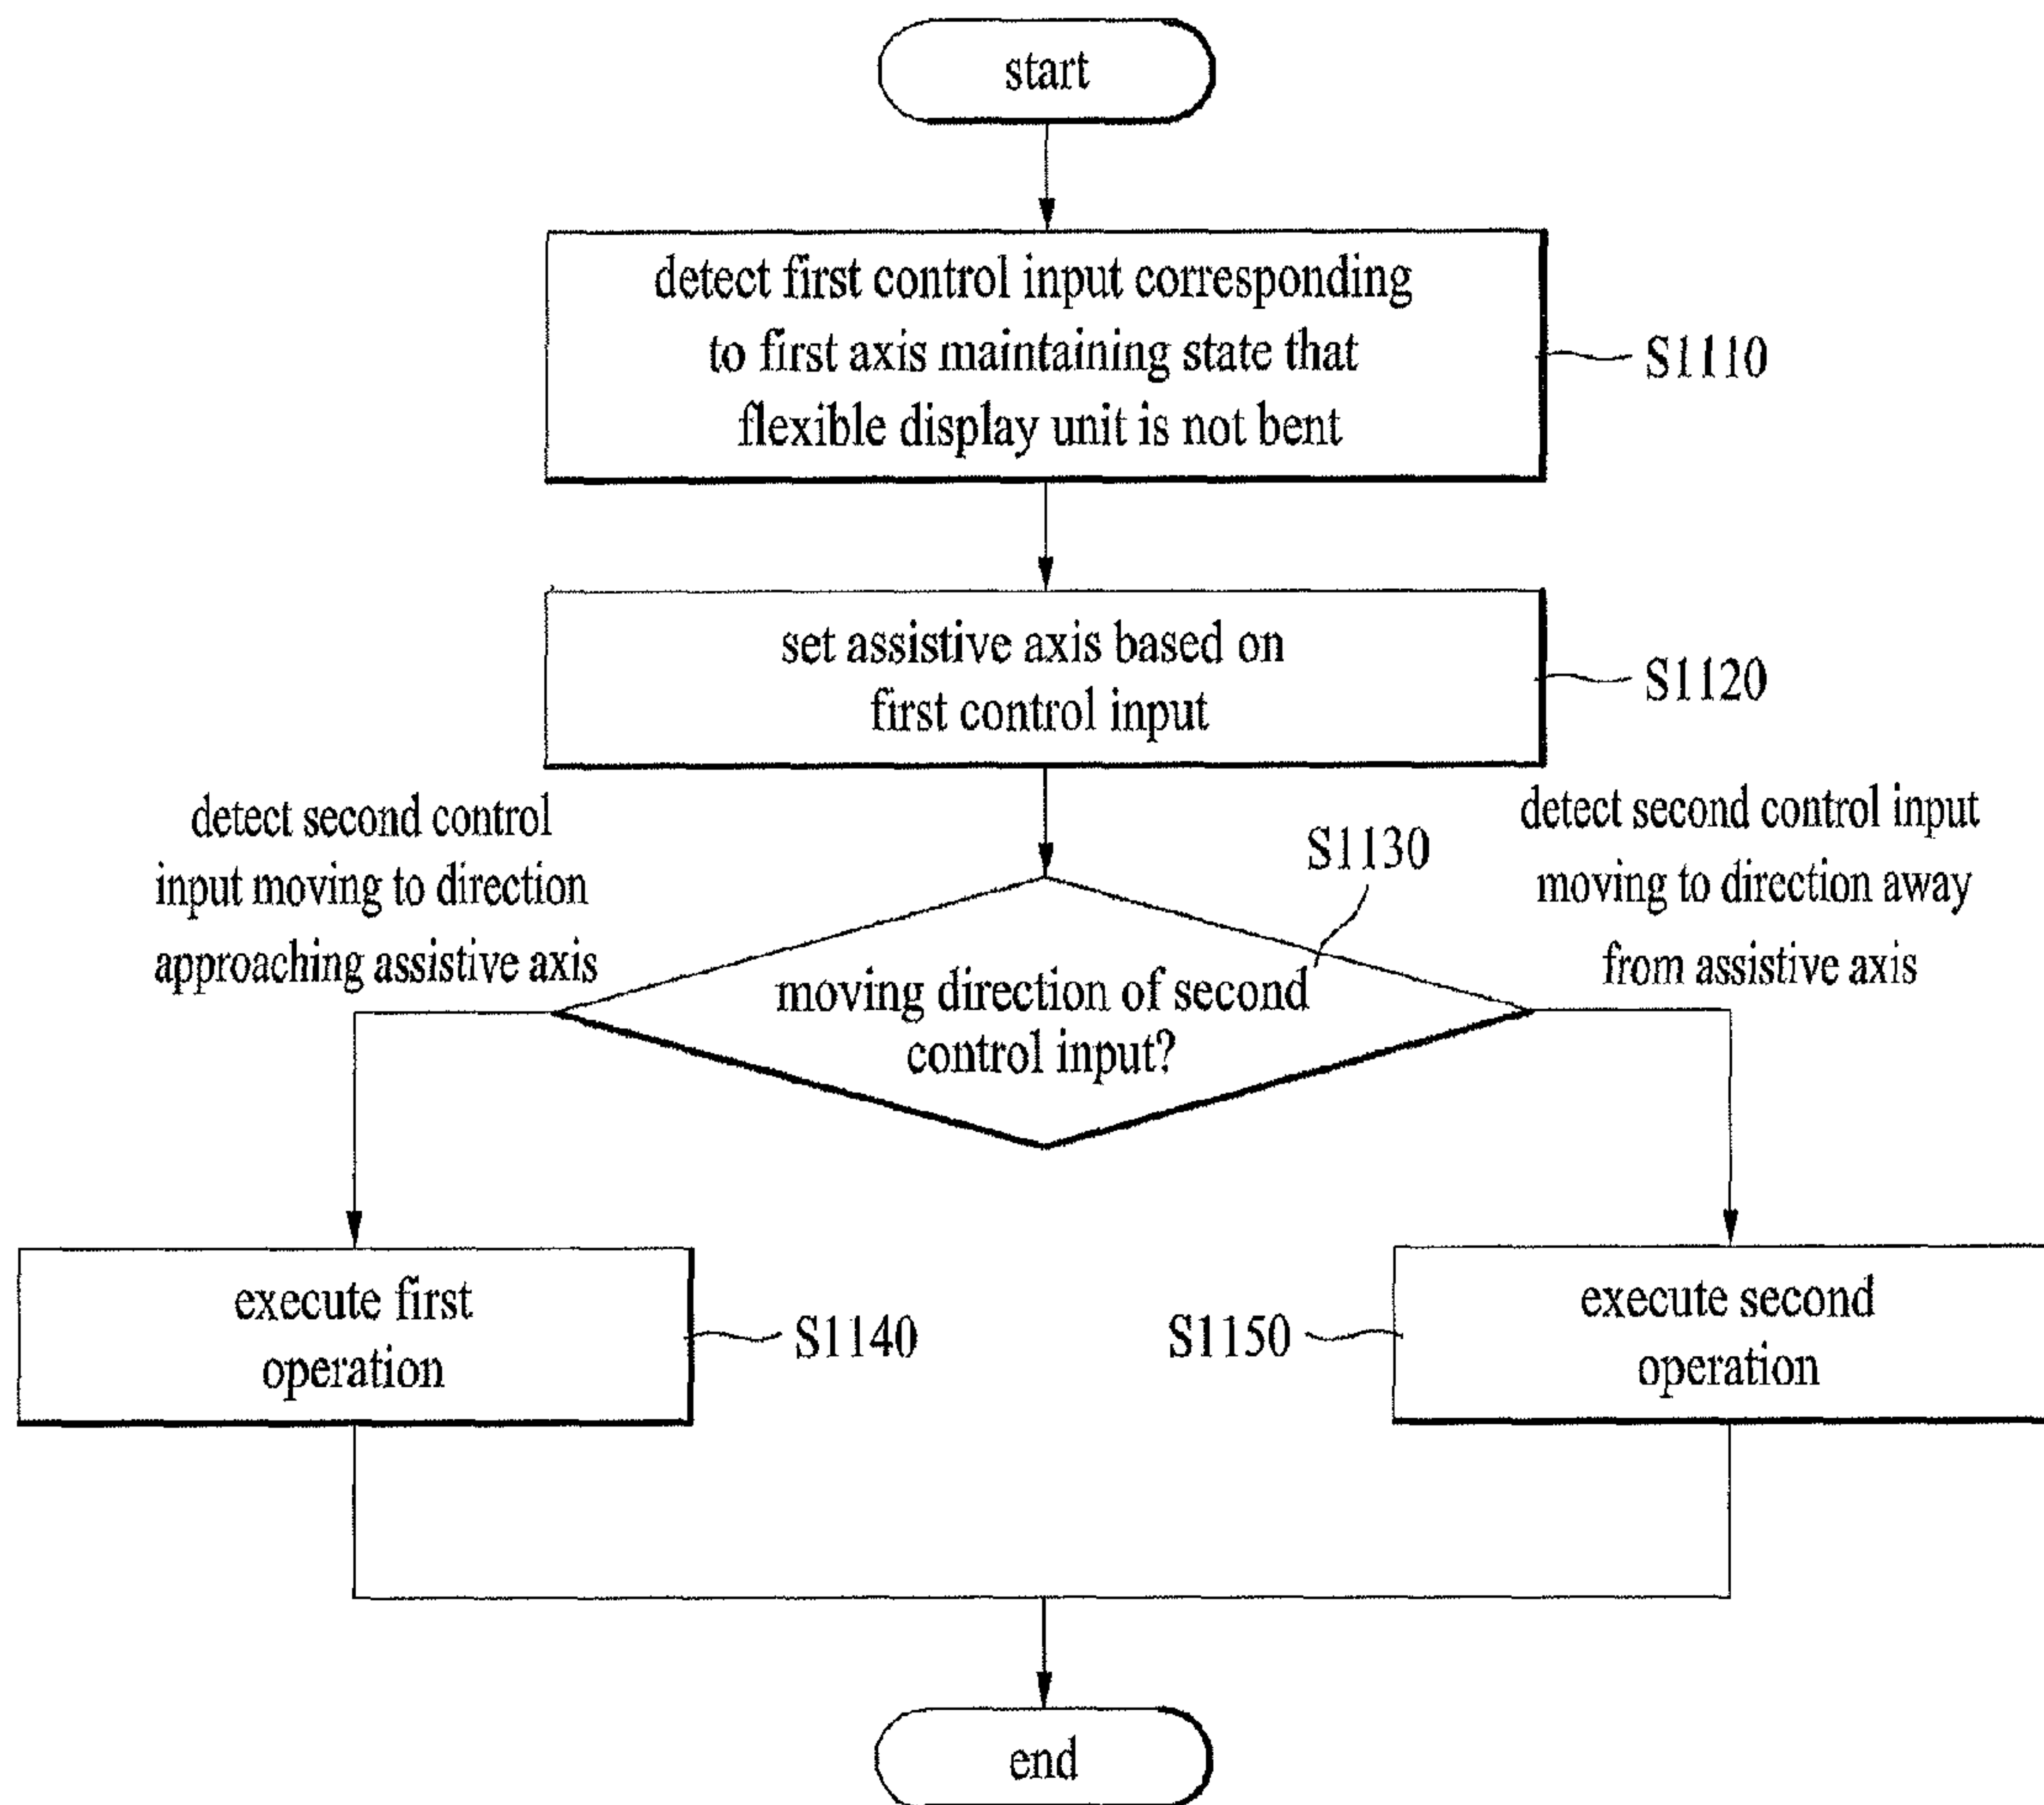 start
detect first control input corresponding
to first axis maintaining state that
flexible display unit is not bent
S1110
set assistive axis based on
first control input
S1120
detect second control
input moving to direction
approaching assistive axis
S1130
detect second control input
moving to direction away
from assistive axis
moving direction of second
control input?
execute first
operation
S1140
S1150
execute second
operation
end